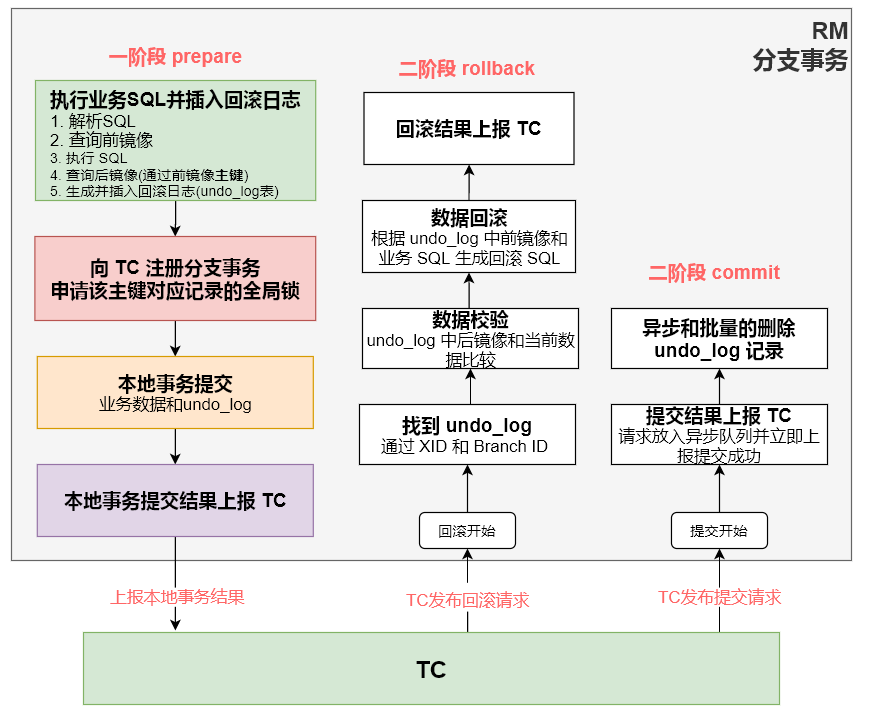 RM
分支事务
一阶段 prepare
执行业务SQL并插入回滚日志
1. 解析SQL
2. 查询前镜像
3. 执行 SQL
4. 查询后镜像(通过前镜像主键)
5. 生成并插入回滚日志(undo_log表)
向 TC 注册分支事务
申请该主键对应记录的全局锁
本地事务提交
业务数据和undo_log
本地事务提交结果上报 TC
上报本地事务结果
二阶段 rollback
回滚结果上报 TC
数据回滚
根据 undo_log 中前镜像和
业务 SQL 生成回滚 SQL
数据校验
undo_log 中后镜像和当前数
据比较
找到 undo_log
通过 XID 和 Branch ID
回滚开始
TC发布回滚请求
二阶段 commit
异步和批量的删除
undo_log 记录
提交结果上报 TC
请求放入异步队列并立即上
报提交成功
提交开始
TC发布提交请求
TC